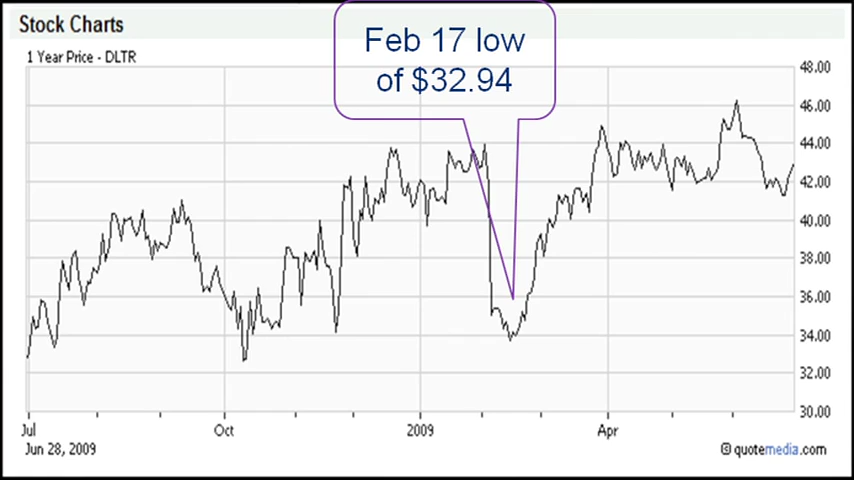 Stock Charts
1 Year Price - DLTR
Feb 17 low
of $32.94
48.00
46.00
44.00
42.00
40.00
38.00
36.00
34.00
32.00
30.00
Jul Oct 2009 Apr
Jun 28, 2009
© quotemedia.com